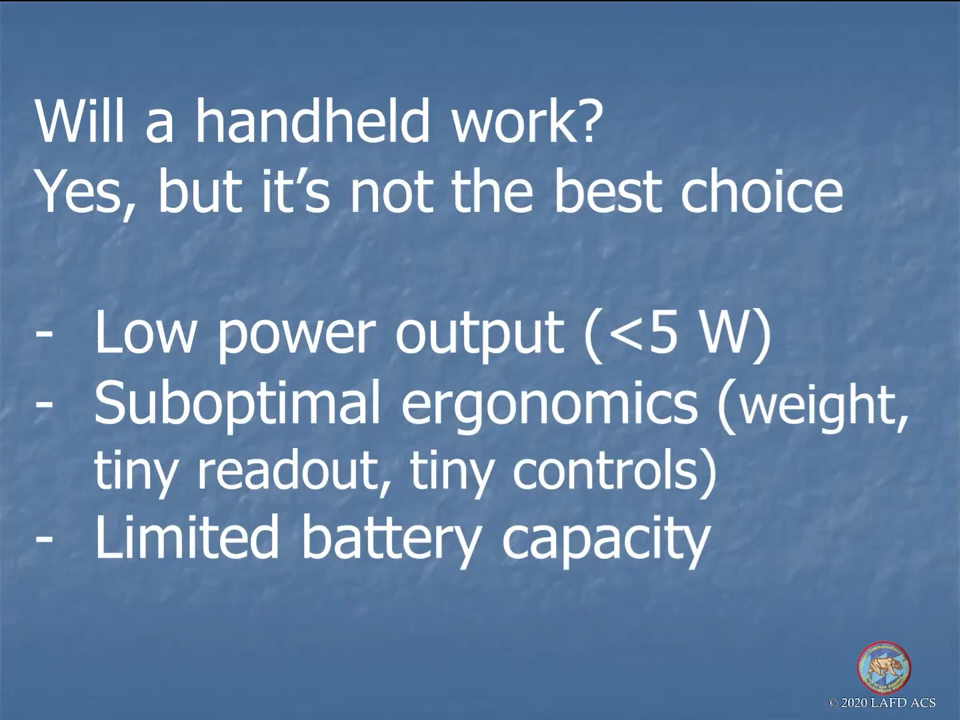 Will a handheld work?
Yes, but it’s not the best choice
- Low power output (<5 W)
- Suboptimal ergonomics (weight,
tiny readout, tiny controls)
- Limited battery capacity
© 2020 LAFD ACS